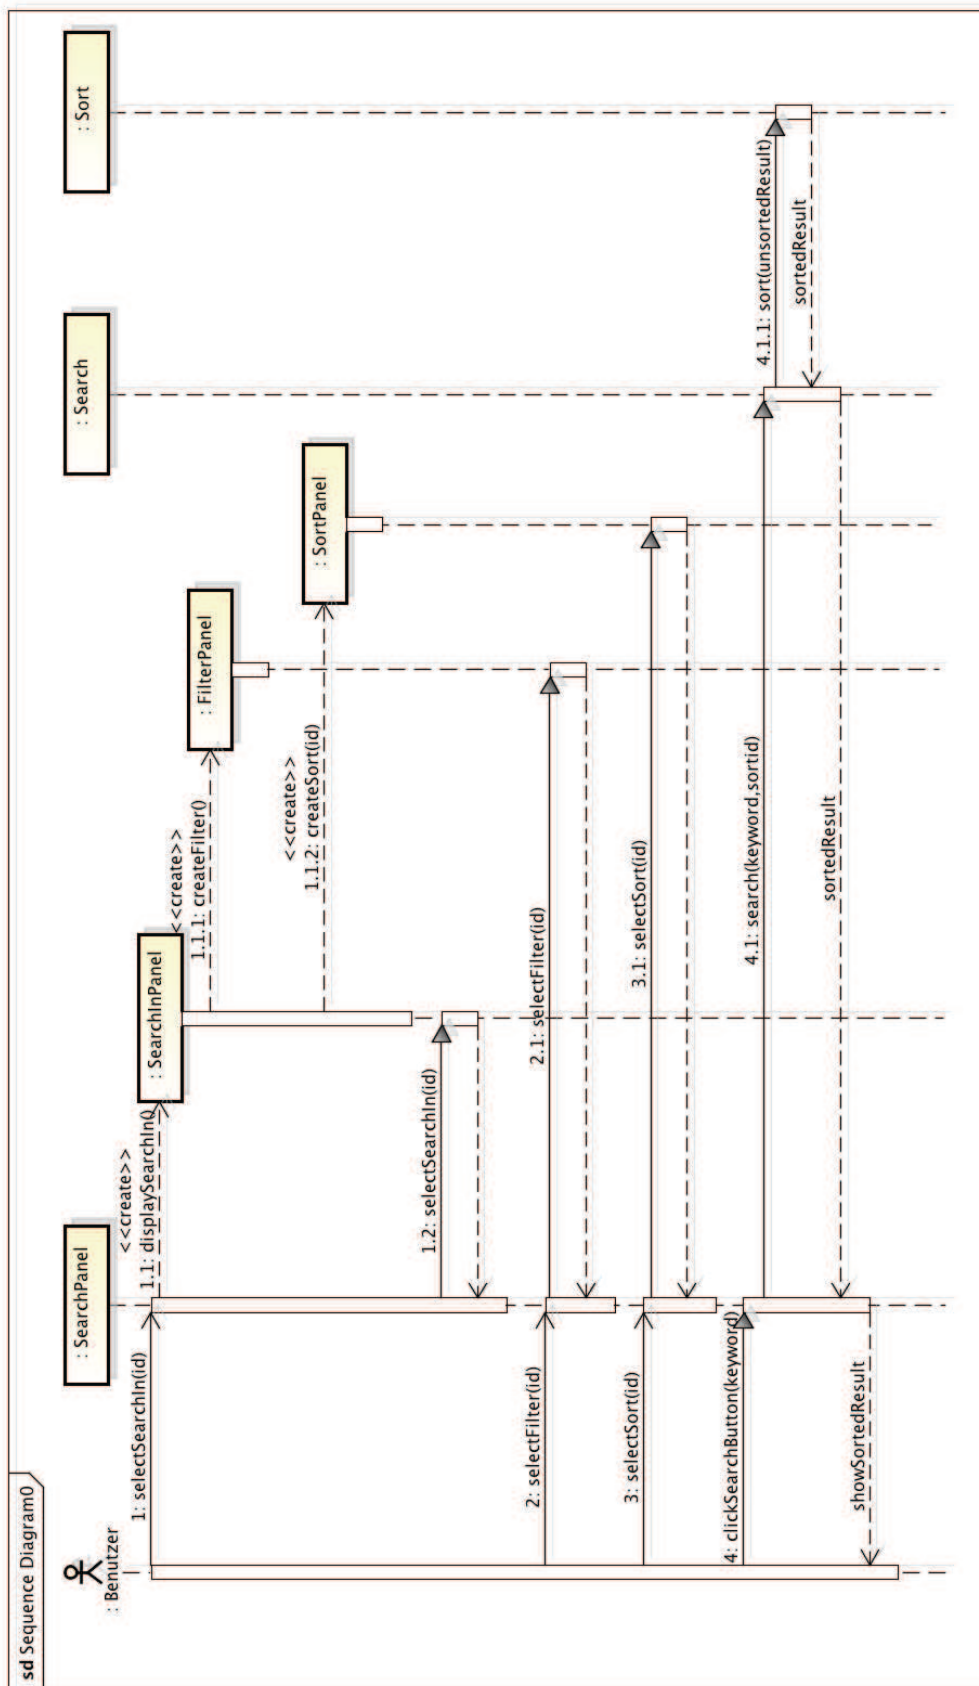 sd Sequence Diagram0
: Benutzer
: SearchPanel
: SearchInPanel
: FilterPanel
: SortPanel
: Search
: Sort
1: selectSearchIn(id)
<<create>>
1.1: displaySearchIn()
<<create>>
1.1.1: createFilter()
<<create>>
1.1.2: createSort(id)
1.2: selectSearchIn(id)
2: selectFilter(id)
2.1: selectFilter(id)
3: selectSort(id)
3.1: selectSort(id)
4: clickSearchButton(keyword)
4.1: search(keyword,sortid)
4.1.1: sort(unsortedResult)
sortedResult
sortedResult
showSortedResult